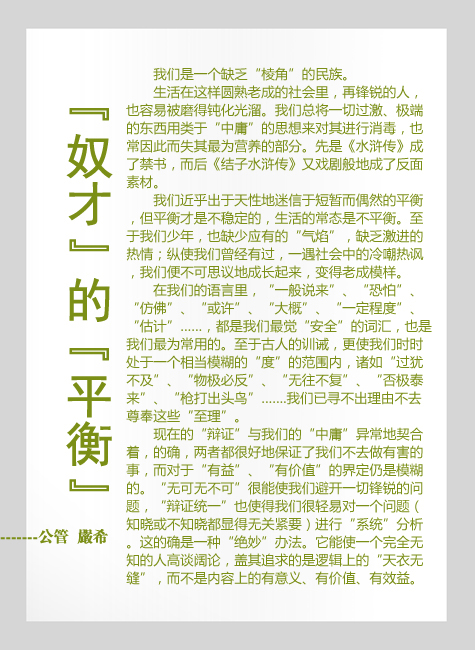 『奴才』的『平衡』
-------公管 嚴希
我们是一个缺乏“棱角”的民族。
生活在这样圆熟老成的社会里，再锋锐的人，
也容易被磨得钝化光溜。我们总将一切过激、极端
的东西用类于“中庸”的思想来对其进行消毒，也
常因此而失其最为营养的部分。先是《水浒传》成
了禁书，而后《结子水浒传》又戏剧般地成了反面
素材。
我们近乎出于天性地迷信于短暂而偶然的平衡
，但平衡才是不稳定的，生活的常态是不平衡。至
于我们少年，也缺少应有的“气焰”，缺乏激进的
热情；纵使我们曾经有过，一遇社会中的冷嘲热讽
，我们便不可思议地成长起来，变得老成模样。
在我们的语言里，“一般说来”、“恐怕”、
“仿佛”、“或许”、“大概”、“一定程度”、
“估计”……，都是我们最觉“安全”的词汇，也是
我们最为常用的。至于古人的训诫，更使我们时时
处于一个相当模糊的“度”的范围内，诸如“过犹
不及”、“物极必反”、“无往不复”、“否极泰
来”、“枪打出头鸟”.......我们已寻不出理由不去
尊奉这些“至理”。
现在的“辩证”与我们的“中庸”异常地契合
着，的确，两者都很好地保证了我们不去做有害的
事，而对于“有益”、“有价值”的界定仍是模糊
的。“无可无不可”很能使我们避开一切锋锐的问
题，“辩证统一”也使得我们很轻易对一个问题（
知晓或不知晓都显得无关紧要）进行“系统”分析
。这的确是一种“绝妙”办法。它能使一个完全无
知的人高谈阔论，盖其追求的是逻辑上的“天衣无
缝”，而不是内容上的有意义、有价值、有效益。